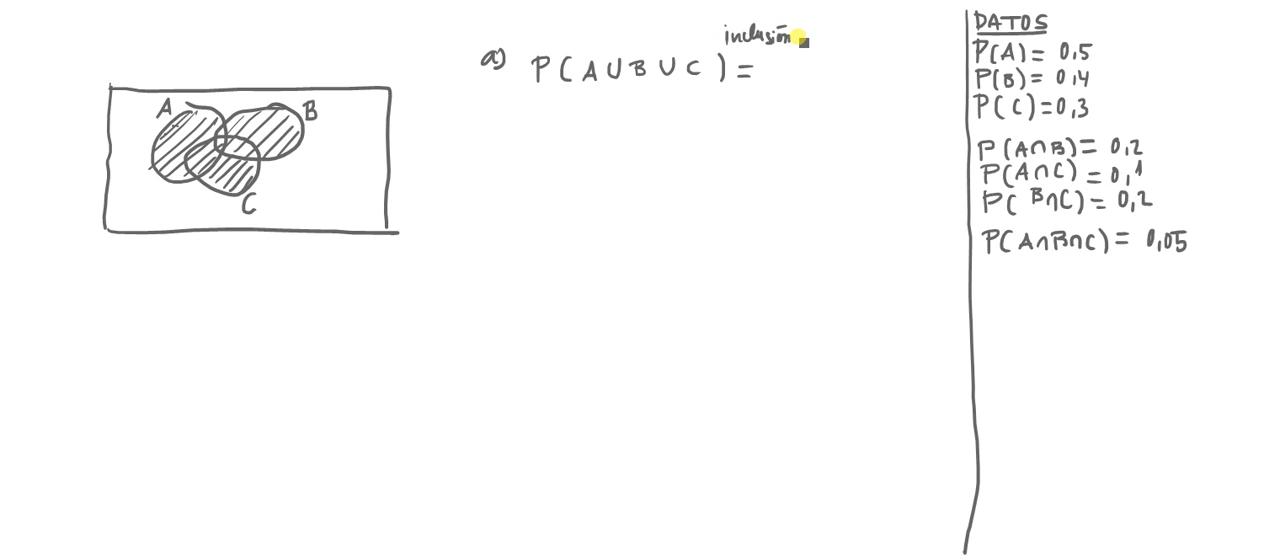 A
B
C
inclusión
a) P(A∪B∪C) =
DATOS
P(A) = 0,5
P(B) = 0,4
P(C) = 0,3
P(A∩B) = 0,2
P(A∩C) = 0,1
P(B∩C) = 0,2
P(A∩B∩C) = 0,05